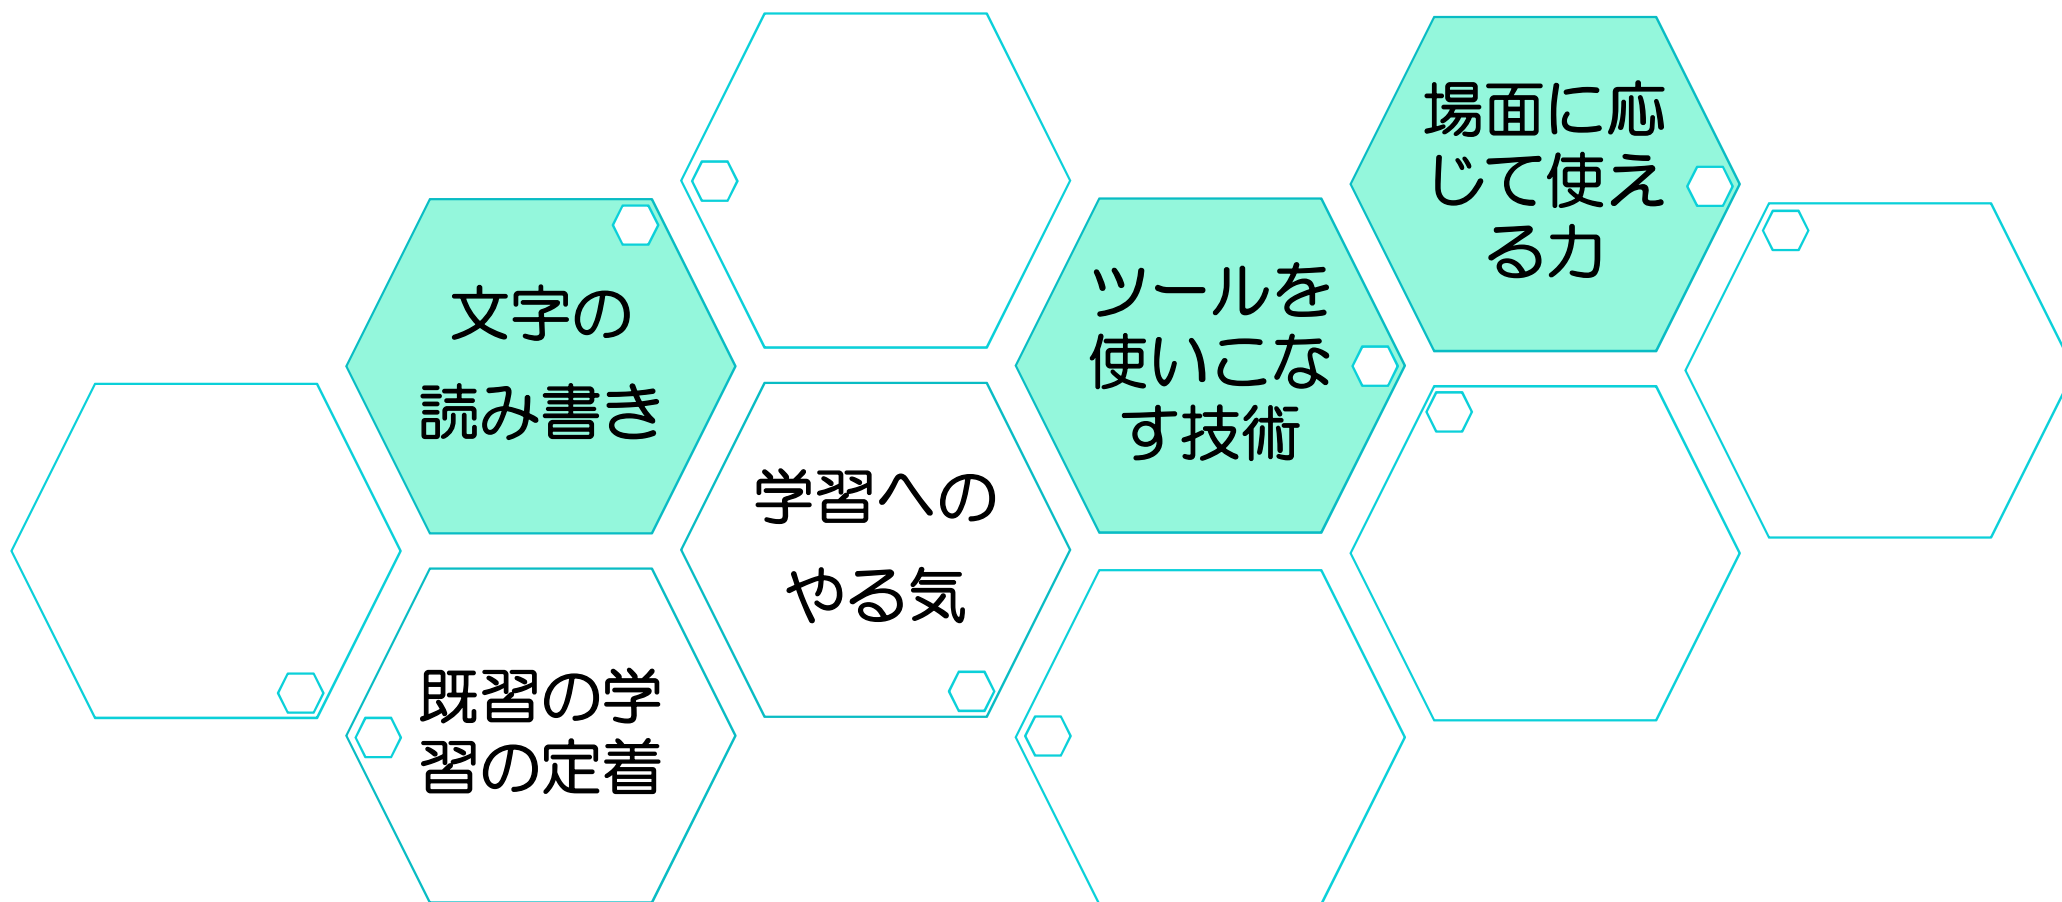 文字の
読み書き
既習の学
習の定着
学習への
やる気
ツールを
使いこな
す技術
場面に応
じて使え
る力